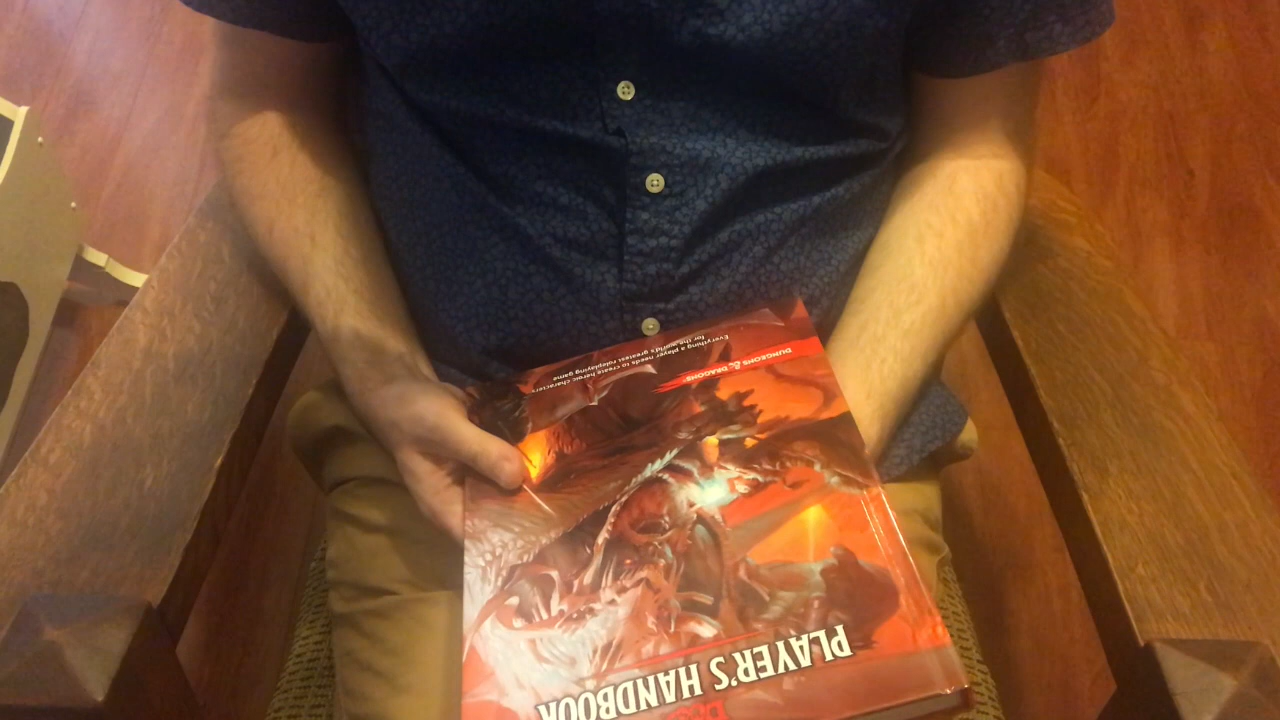 DUNGEONS & DRAGONS®
PLAYER'S HANDBOOK
Everything a player needs to create heroic characters
for the world's greatest roleplaying game